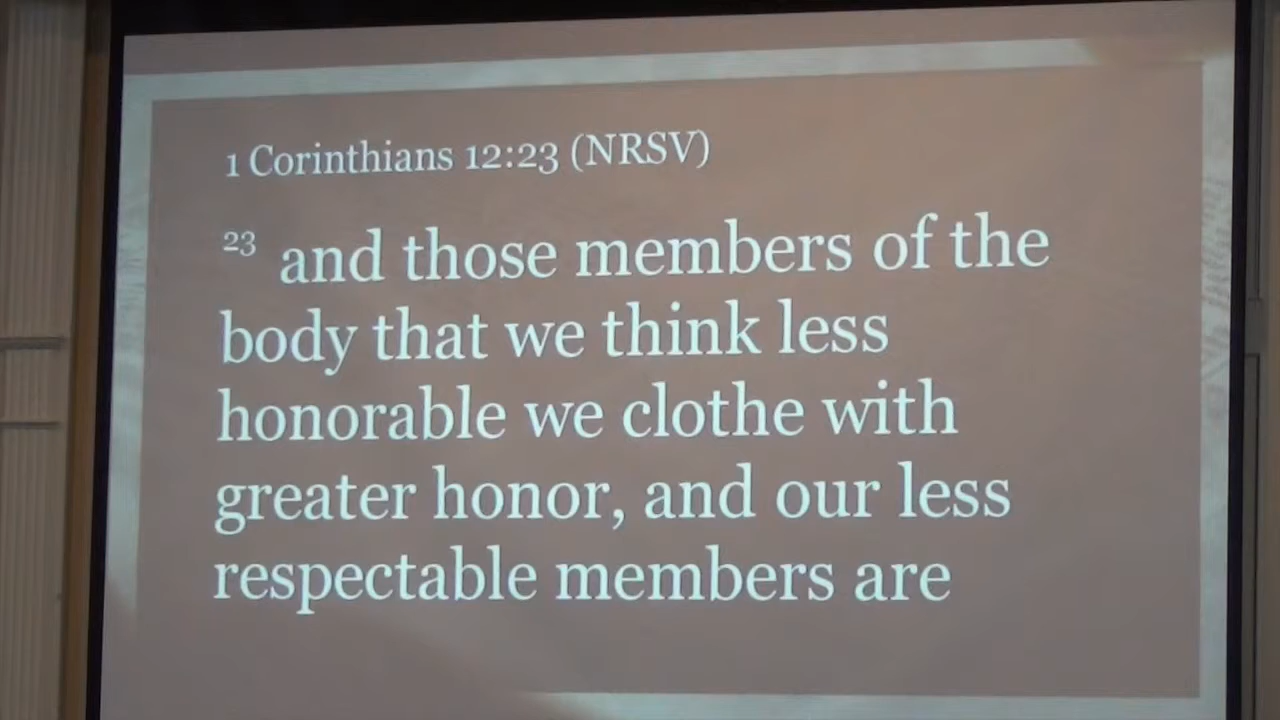 1 Corinthians 12:23 (NRSV)
23 and those members of the
body that we think less
honorable we clothe with
greater honor, and our less
respectable members are